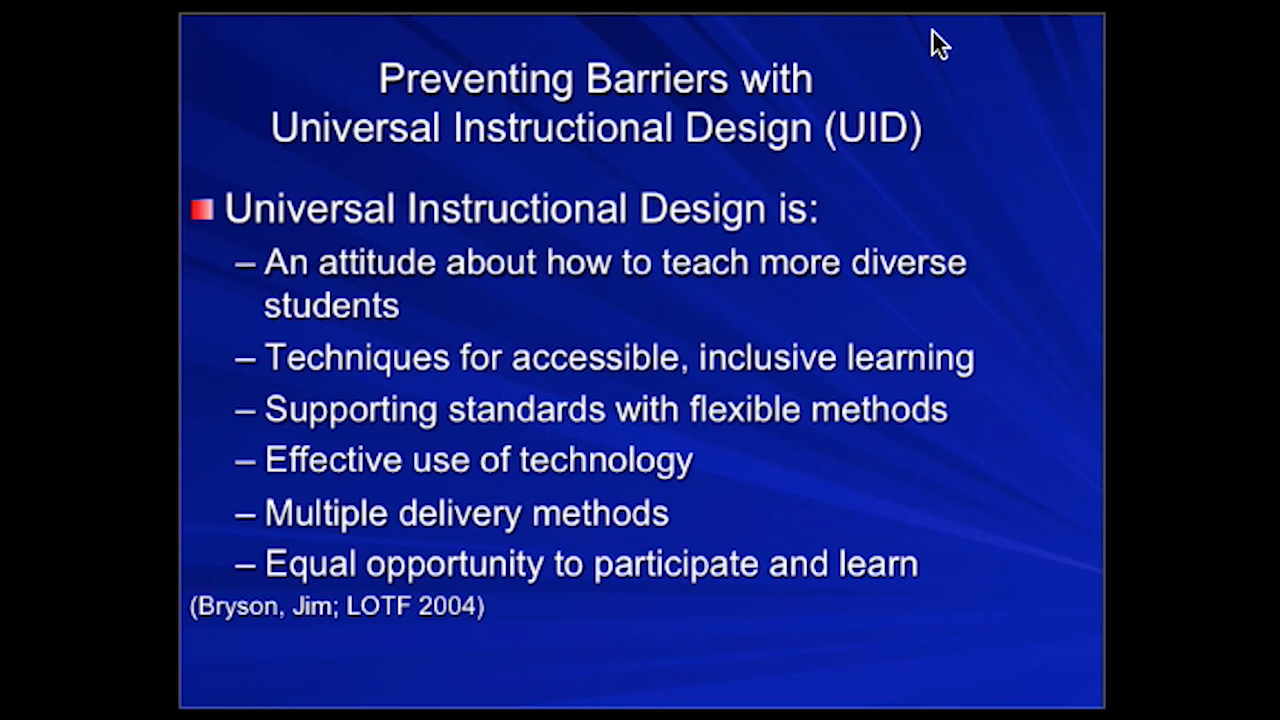 Preventing Barriers with
Universal Instructional Design (UID)
Universal Instructional Design is:
– An attitude about how to teach more diverse
students
– Techniques for accessible, inclusive learning
– Supporting standards with flexible methods
– Effective use of technology
– Multiple delivery methods
– Equal opportunity to participate and learn
(Bryson, Jim; LOTF 2004)